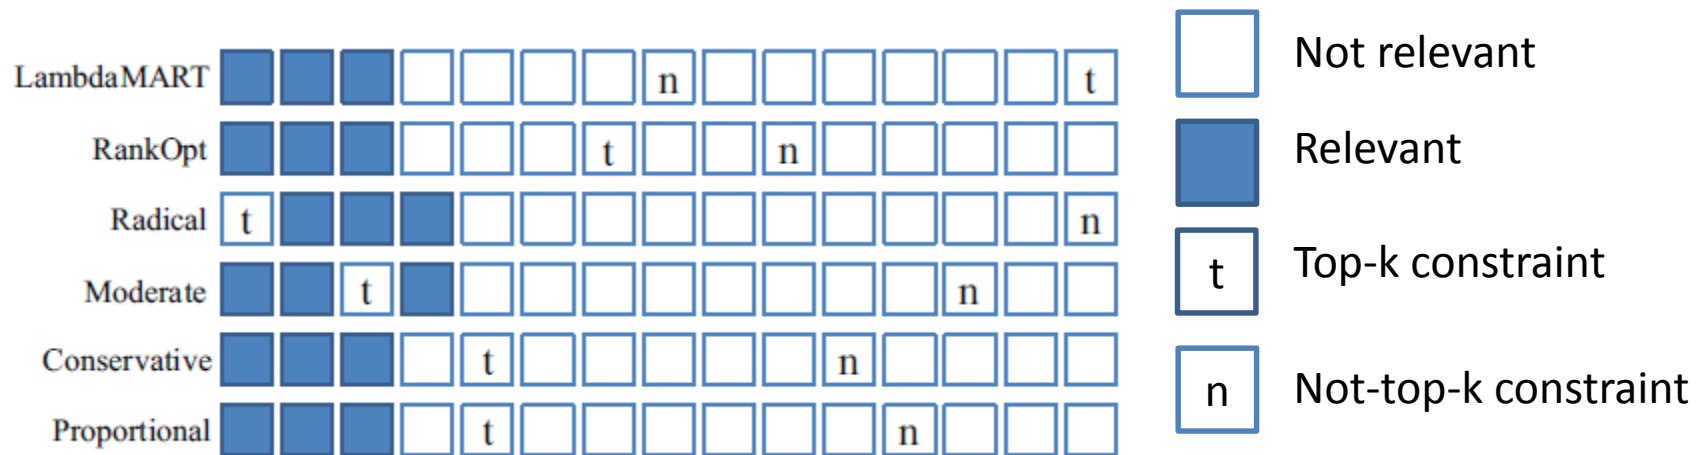 LambdaMART n t
RankOpt t n
Radical t n
Moderate t n
Conservative t n
Proportional t n
Not relevant
Relevant
t Top-k constraint
n Not-top-k constraint